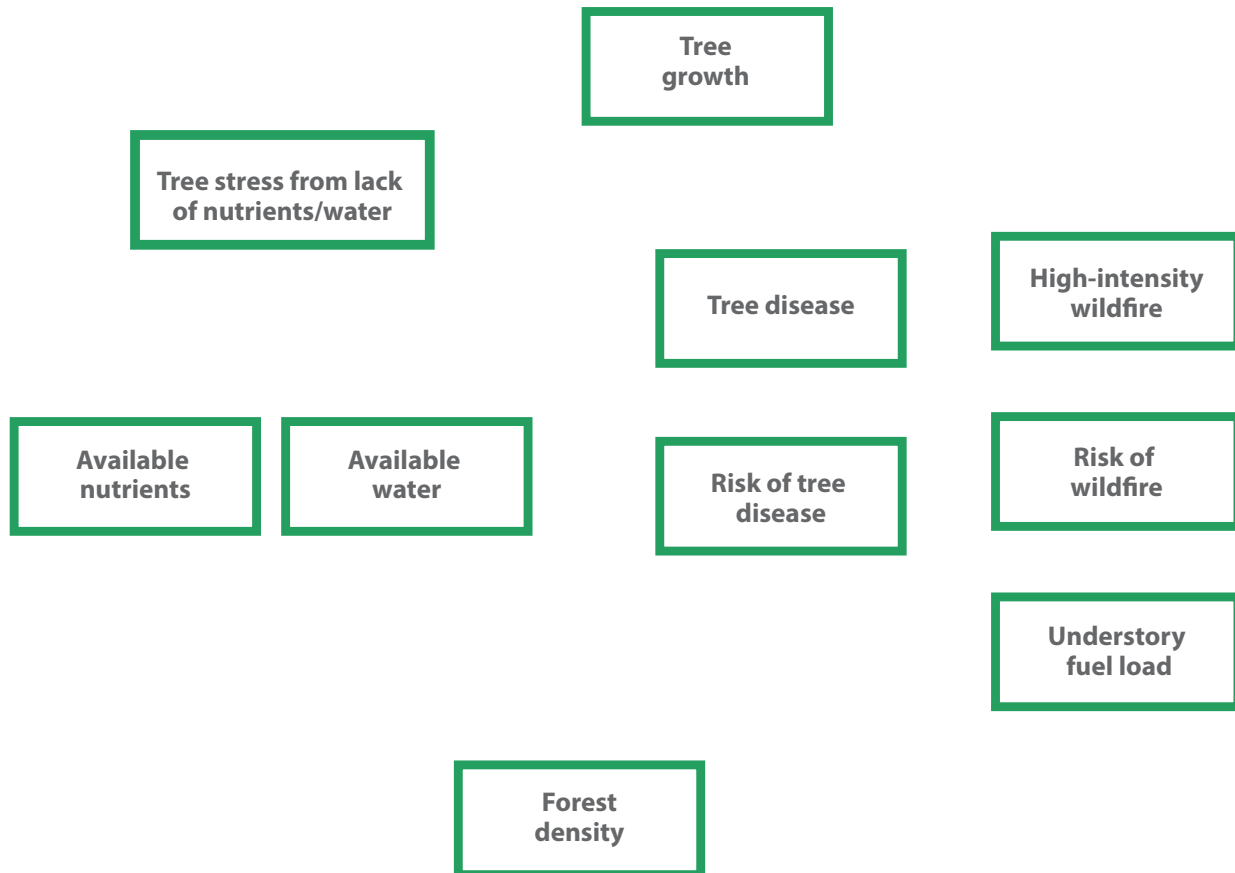 Tree
growth
Tree stress from lack
of nutrients/water
Tree disease
High-intensity
wildfire
Available
nutrients
Available
water
Risk of tree
disease
Risk of
wildfire
Understory
fuel load
Forest
density